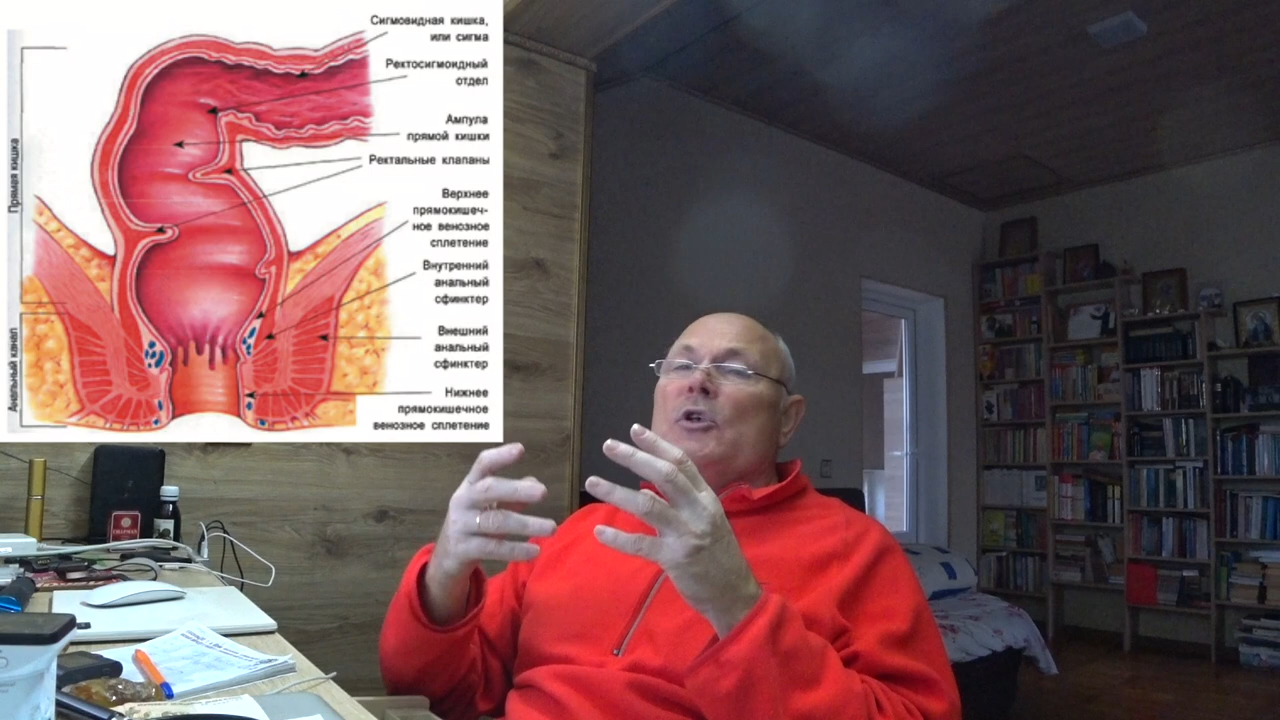 Сигмовидная кишка,
или сигма
Ректосигмоидный
отдел
Ампула
прямой кишки
Ректальные клапаны
Верхнее
прямокишеч-
ное венозное
сплетение
Внутренний
анальный
сфинктер
Внешний
анальный
сфинктер
Нижнее
прямокишечное
венозное сплетение
Прямая кишка
Анальный канал
CHAPMAN